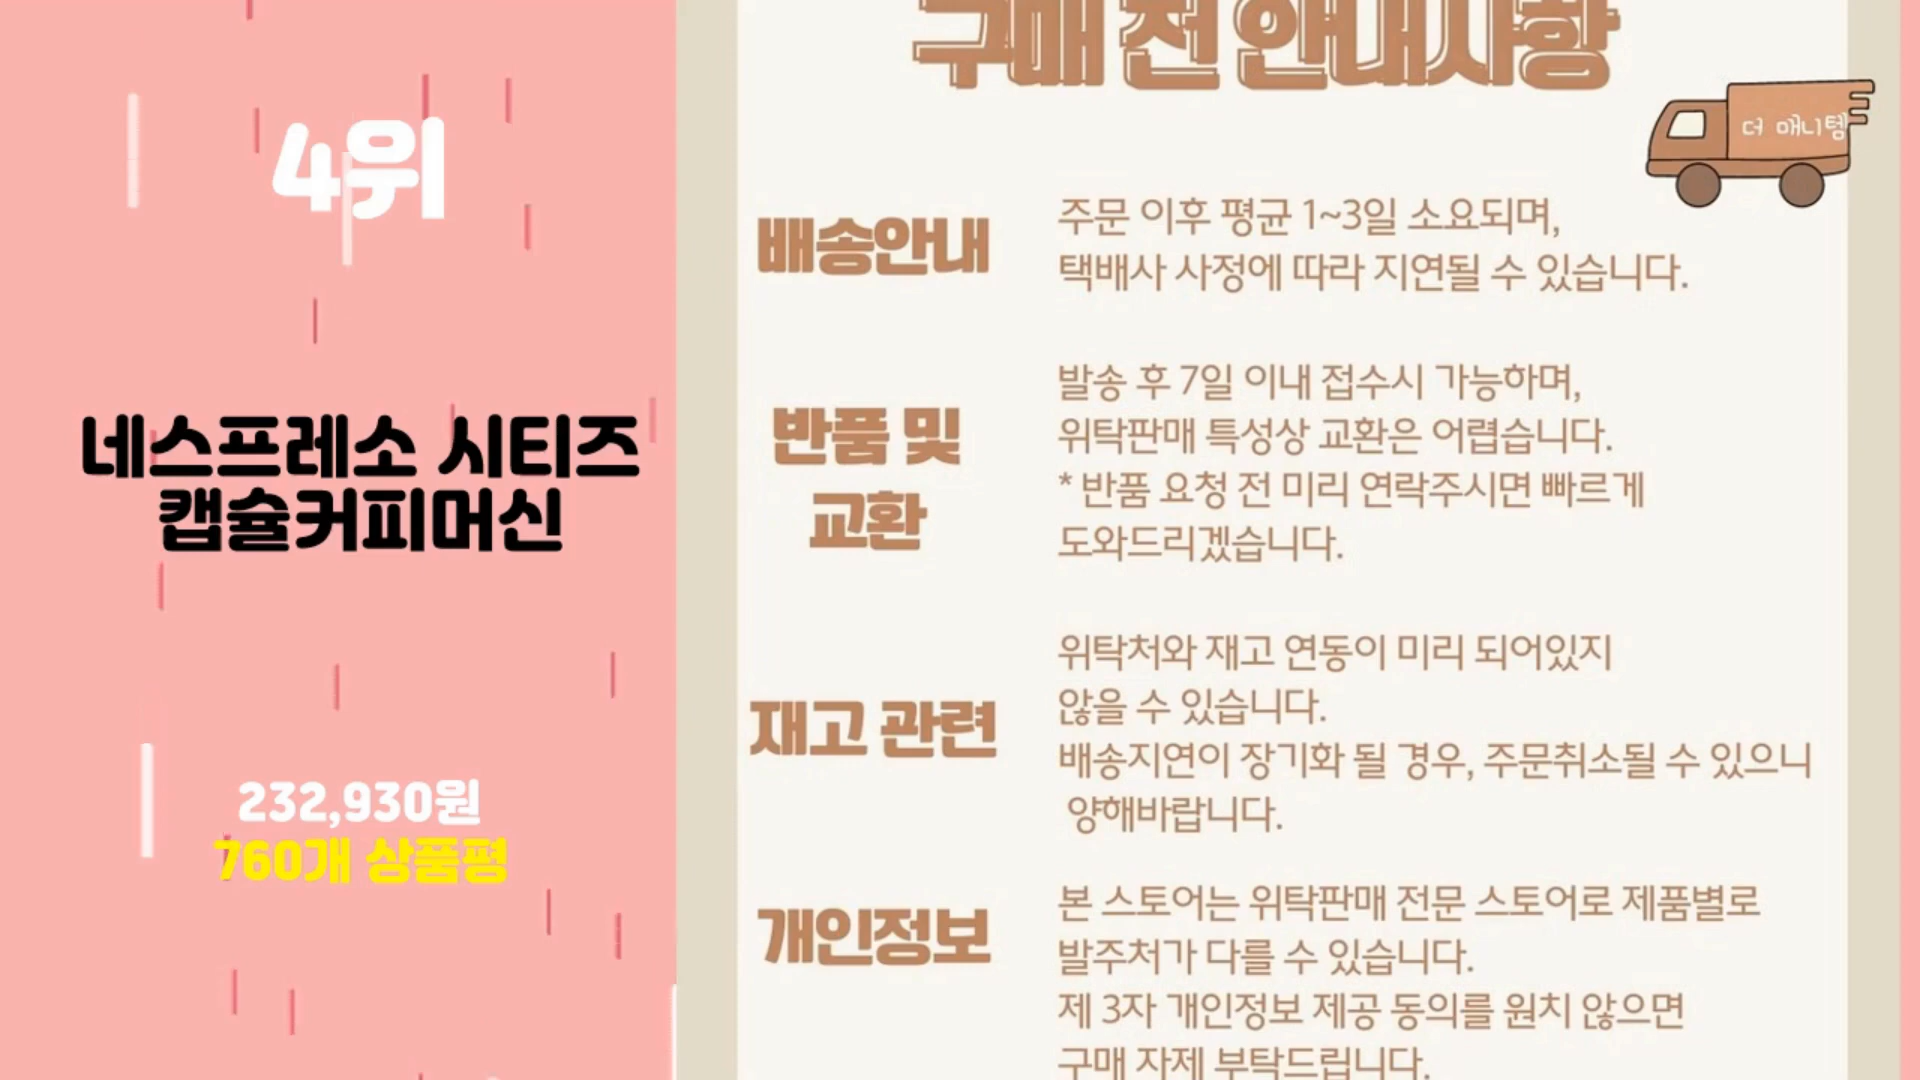 4위
네스프레소 시티즈
캡슐커피머신
232,930원
760개 상품평
구매 전 안내사항
더 매니템
배송안내
주문 이후 평균 1~3일 소요되며,
택배사 사정에 따라 지연될 수 있습니다.
반품 및
교환
발송 후 7일 이내 접수시 가능하며,
위탁판매 특성상 교환은 어렵습니다.
* 반품 요청 전 미리 연락주시면 빠르게
도와드리겠습니다.
재고 관련
위탁처와 재고 연동이 미리 되어있지
않을 수 있습니다.
배송지연이 장기화 될 경우, 주문취소될 수 있으니
양해바랍니다.
개인정보
본 스토어는 위탁판매 전문 스토어로 제품별로
발주처가 다를 수 있습니다.
제 3자 개인정보 제공 동의를 원치 않으면
구매 자제 부탁드립니다.